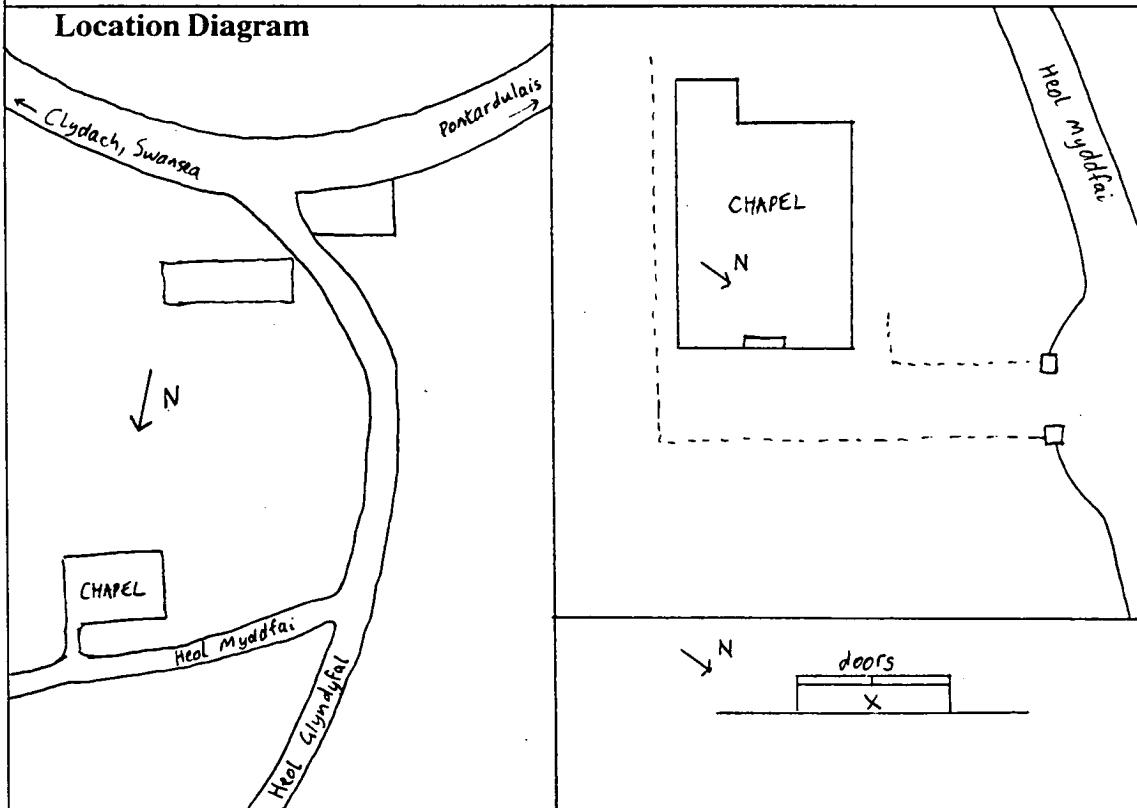 Location Diagram
← Clydach, Swansea
Pontardulais →
N
CHAPEL
Heol Myddfai
Heol Glyndyfal
Heol Myddfai
CHAPEL
N
N
doors
X